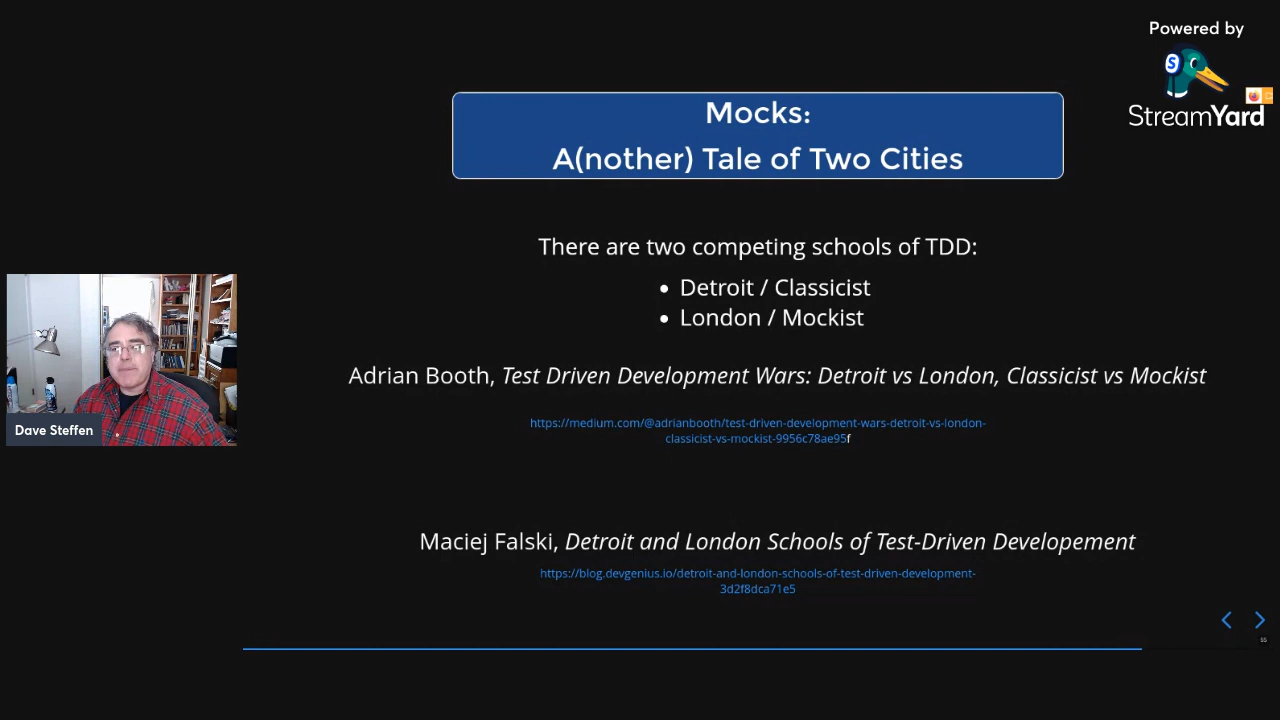 Powered by
StreamYard
Mocks:
A(nother) Tale of Two Cities
There are two competing schools of TDD:
• Detroit / Classicist
• London / Mockist
Adrian Booth, Test Driven Development Wars: Detroit vs London, Classicist vs Mockist
https://medium.com/@adrianbooth/test-driven-development-wars-detroit-vs-london-
classicist-vs-mockist-9956c78ae95f
Dave Steffen
Maciej Falski, Detroit and London Schools of Test-Driven Developement
https://blog.devgenius.io/detroit-and-london-schools-of-test-driven-development-
3d2f8dca71e5
55